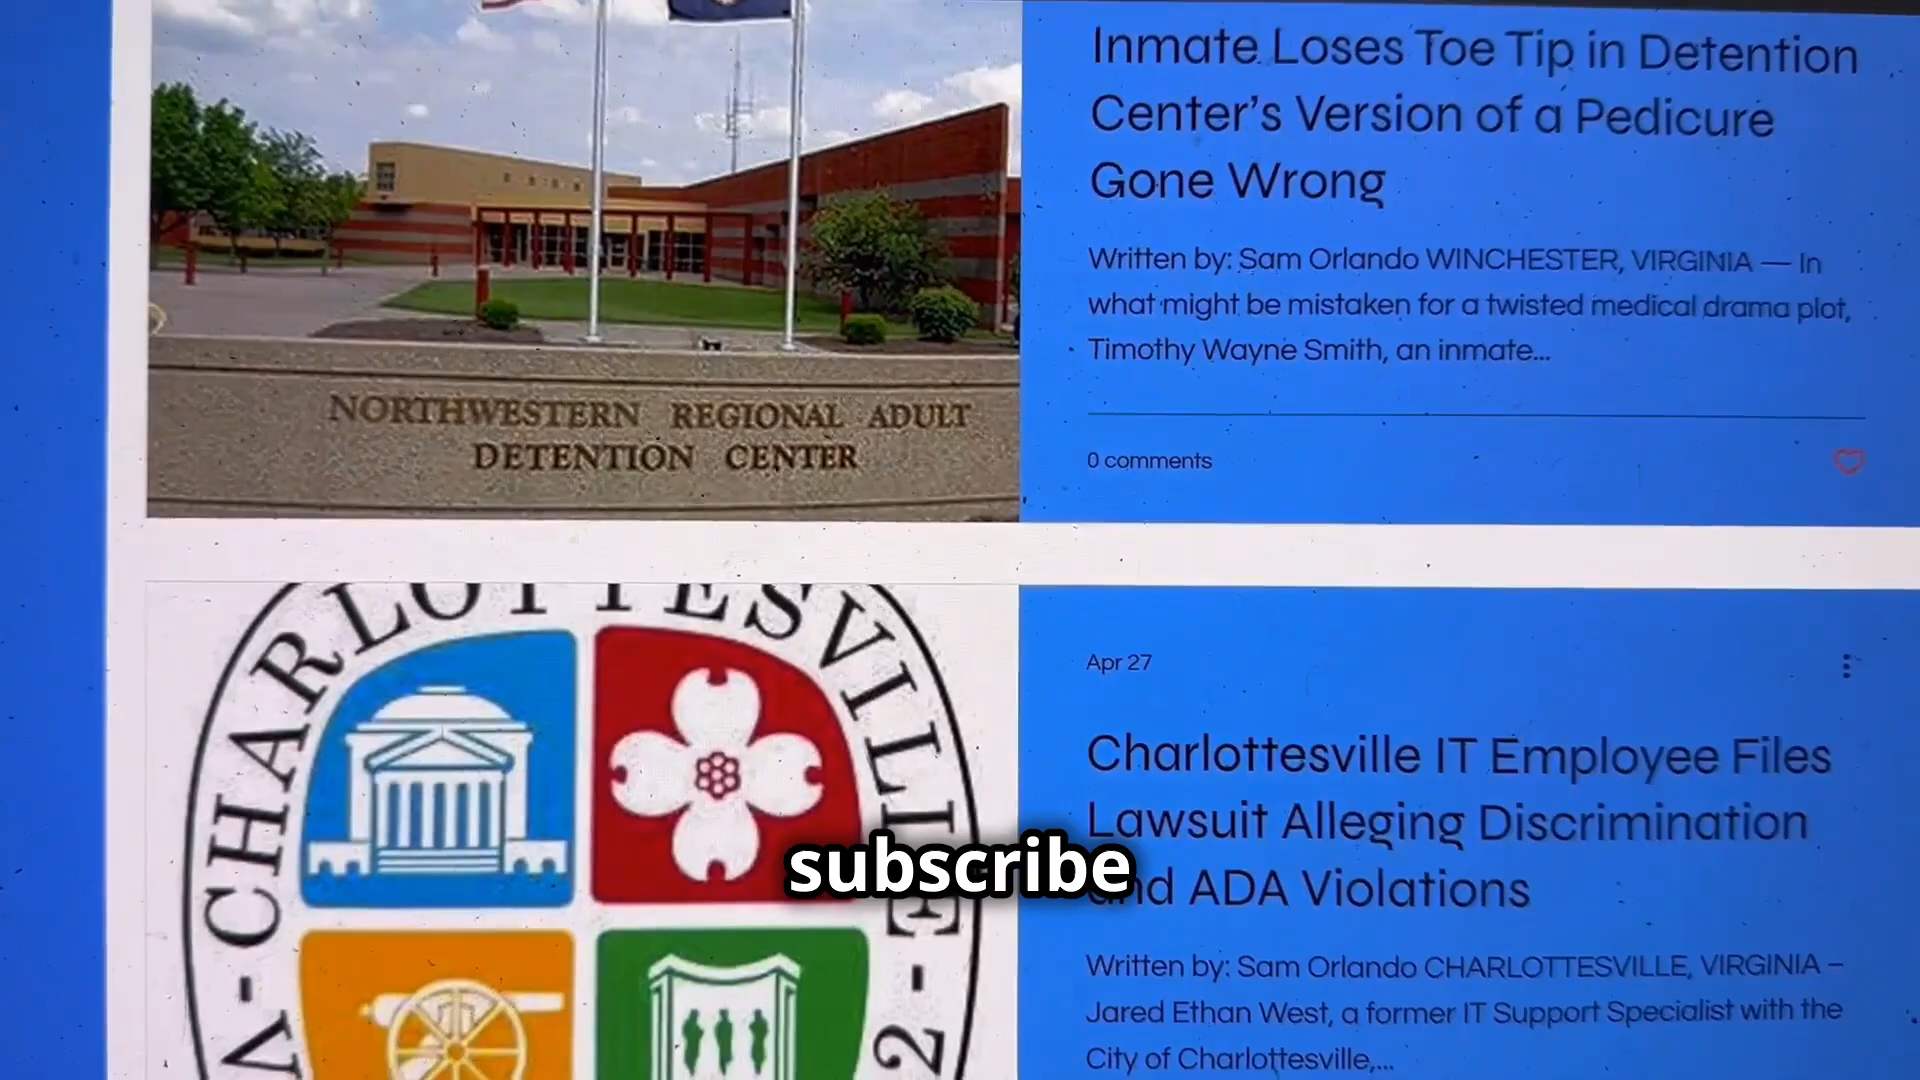 Inmate Loses Toe Tip in Detention
Center's Version of a Pedicure
Gone Wrong
Written by: Sam Orlando WINCHESTER, VIRGINIA — In
what might be mistaken for a twisted medical drama plot,
Timothy Wayne Smith, an inmate...
0 comments
NORTHWESTERN REGIONAL ADULT
DETENTION CENTER
CHARLOTTESVILLE
Apr 27
Charlottesville IT Employee Files
Lawsuit Alleging Discrimination
and ADA Violations
subscribe
Written by: Sam Orlando CHARLOTTESVILLE, VIRGINIA –
Jared Ethan West, a former IT Support Specialist with the
City of Charlottesville,...